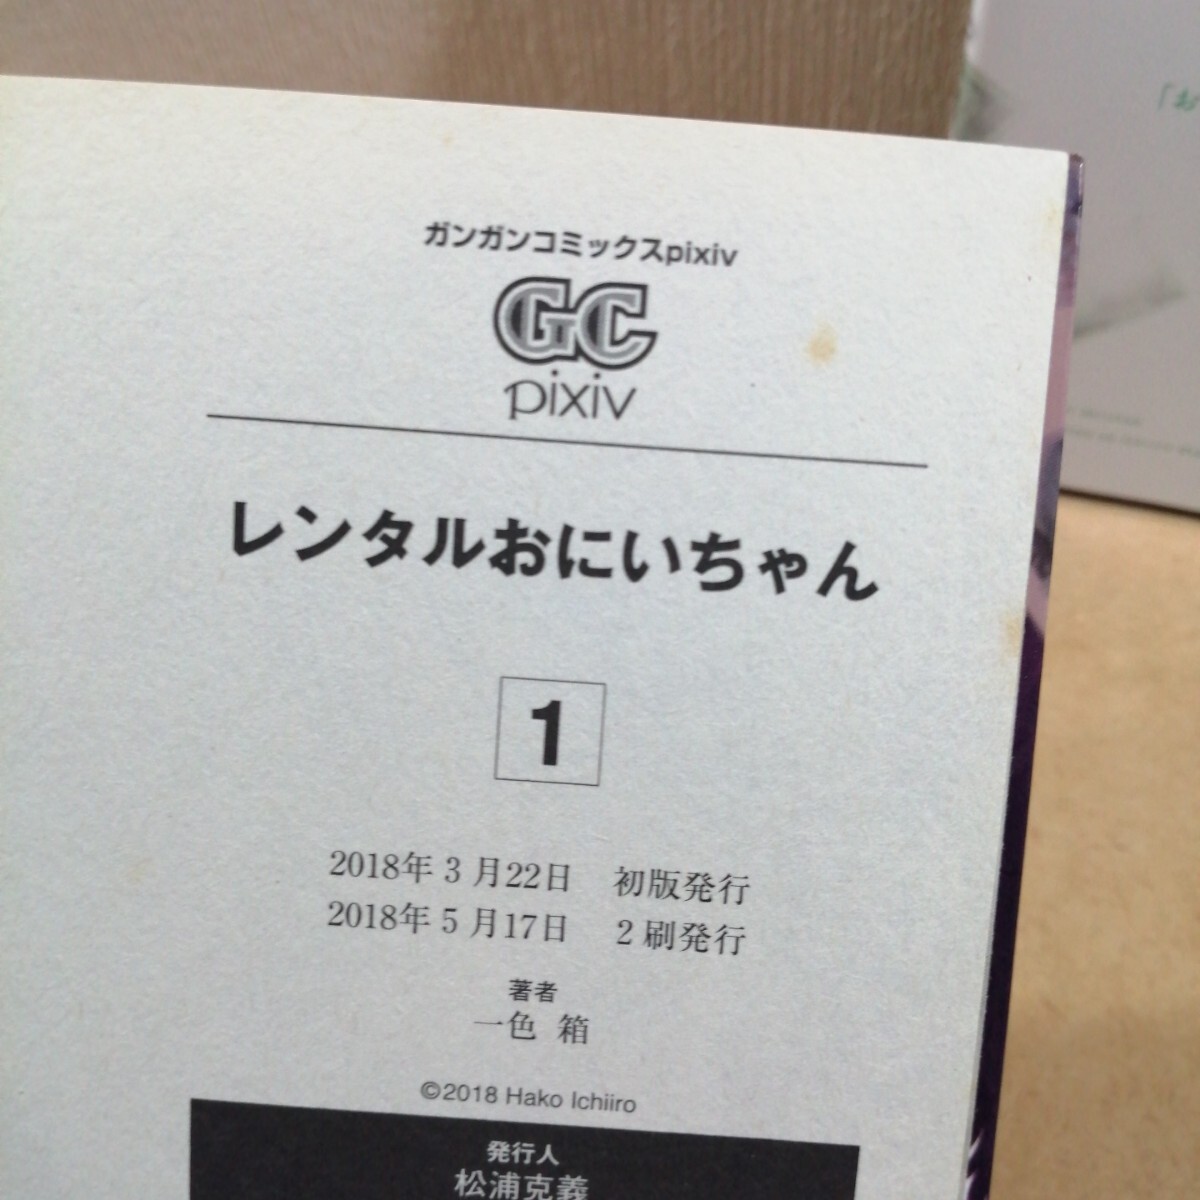 ガンガンコミックスpixiv
GC
pixiv
レンタルおにいちゃん
1
2018年3月22日 初版発行
2018年5月17日 2刷発行
著者
一色 箱
©2018 Hako Ichiiro
発行人
松浦克義
「お